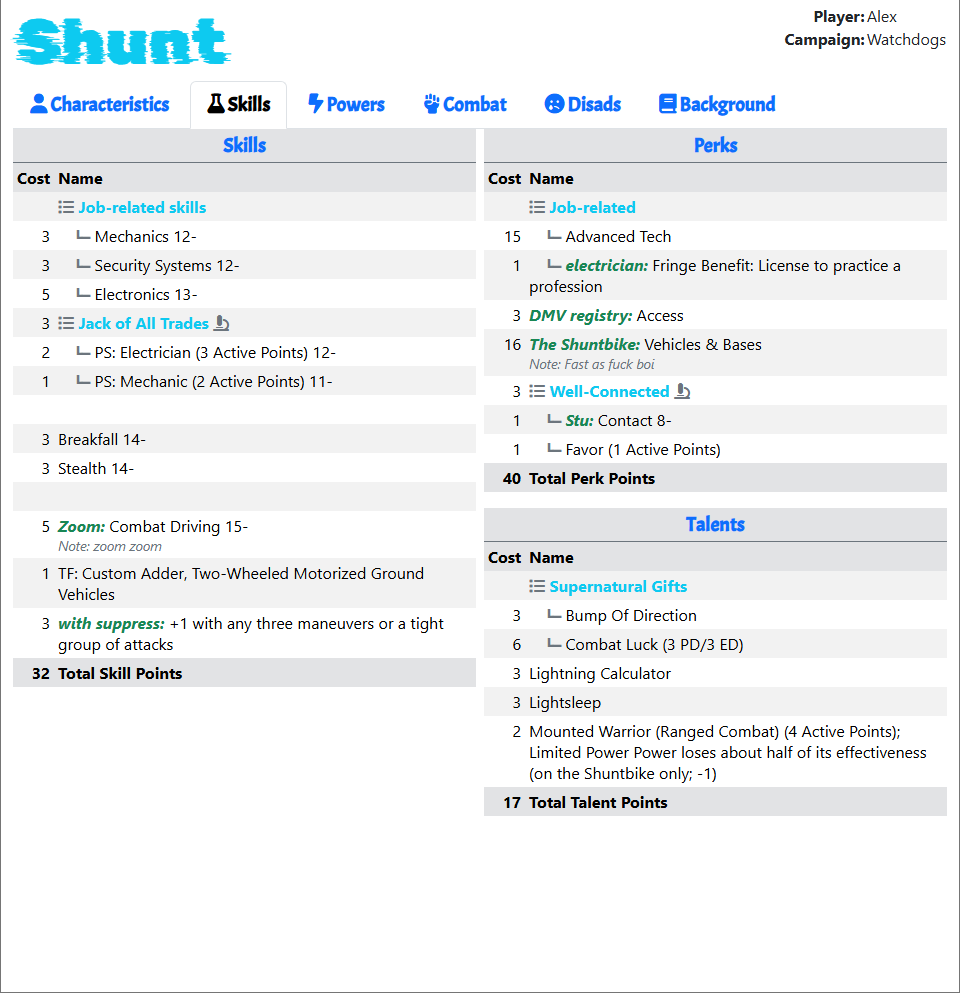 Shunt
Player: Alex
Campaign: Watchdogs
Characteristics
Skills
Powers
Combat
Disads
Background
Skills
Cost Name
Job-related skills
3 Mechanics 12-
3 Security Systems 12-
5 Electronics 13-
3 Jack of All Trades
2 PS: Electrician (3 Active Points) 12-
1 PS: Mechanic (2 Active Points) 11-
3 Breakfall 14-
3 Stealth 14-
5 Zoom: Combat Driving 15-
Note: zoom zoom
1 TF: Custom Adder, Two-Wheeled Motorized Ground
Vehicles
3 with suppress: +1 with any three maneuvers or a tight
group of attacks
32 Total Skill Points
Perks
Cost Name
Job-related
15 Advanced Tech
1 electrician: Fringe Benefit: License to practice a
profession
3 DMV registry: Access
16 The Shuntbike: Vehicles & Bases
Note: Fast as fuck boi
3 Well-Connected
1 Stu: Contact 8-
1 Favor (1 Active Points)
40 Total Perk Points
Talents
Cost Name
Supernatural Gifts
3 Bump Of Direction
6 Combat Luck (3 PD/3 ED)
3 Lightning Calculator
3 Lightsleep
2 Mounted Warrior (Ranged Combat) (4 Active Points);
Limited Power Power loses about half of its effectiveness
(on the Shuntbike only; -1)
17 Total Talent Points